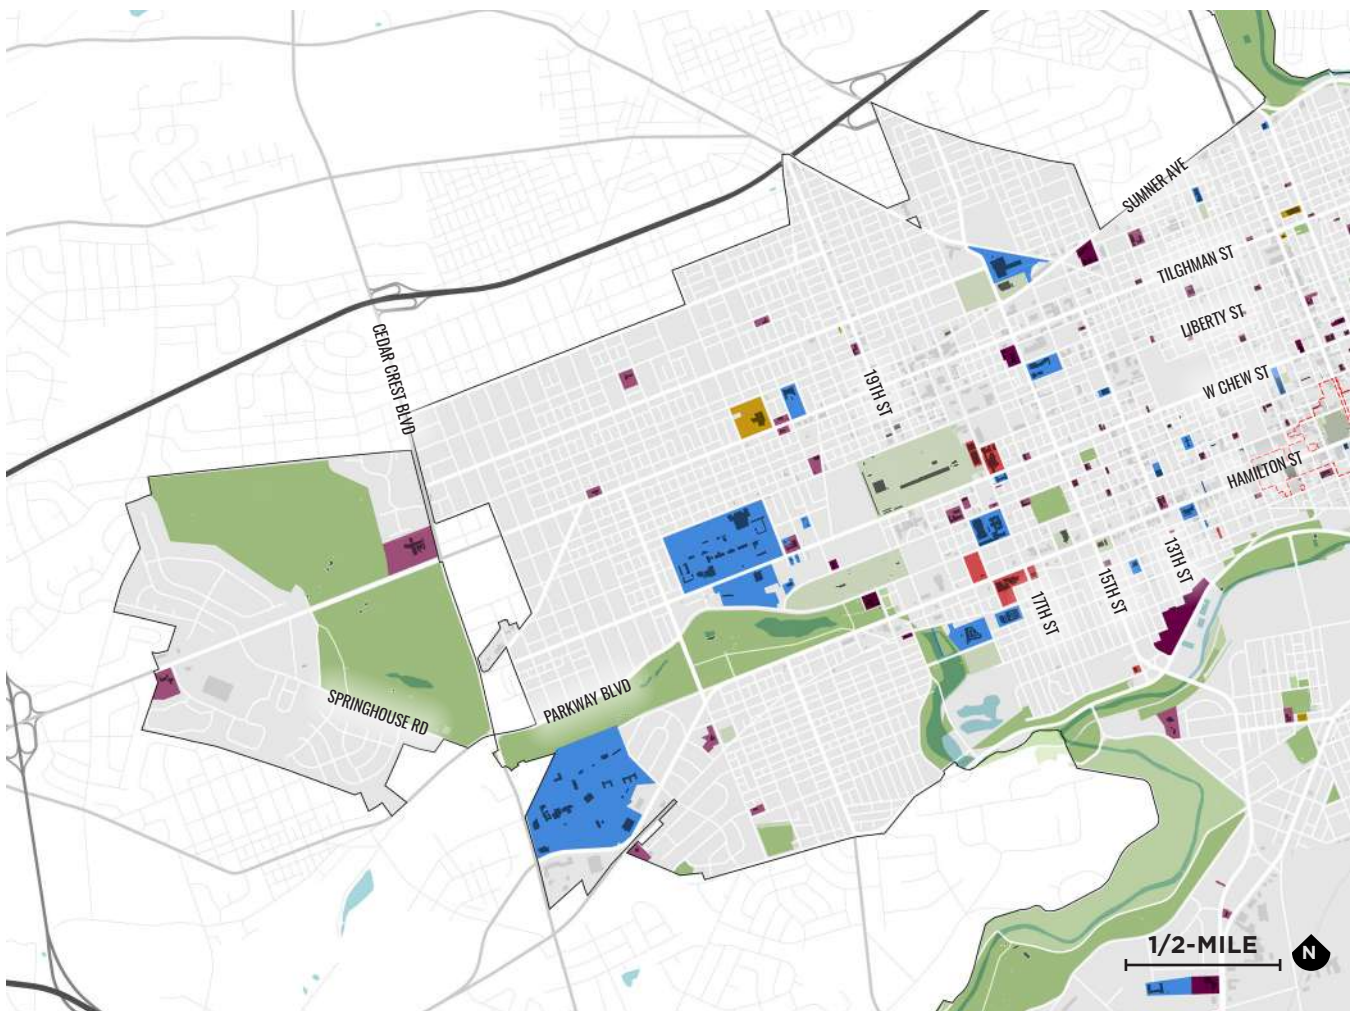 SUMNER AVE
TILGHMAN ST
LIBERTY ST
CEDAR CREST BLVD
19TH ST
W CHEW ST
HAMILTON ST
13TH ST
15TH ST
17TH ST
SPRINGHOUSE RD
PARKWAY BLVD
1/2-MILE
N